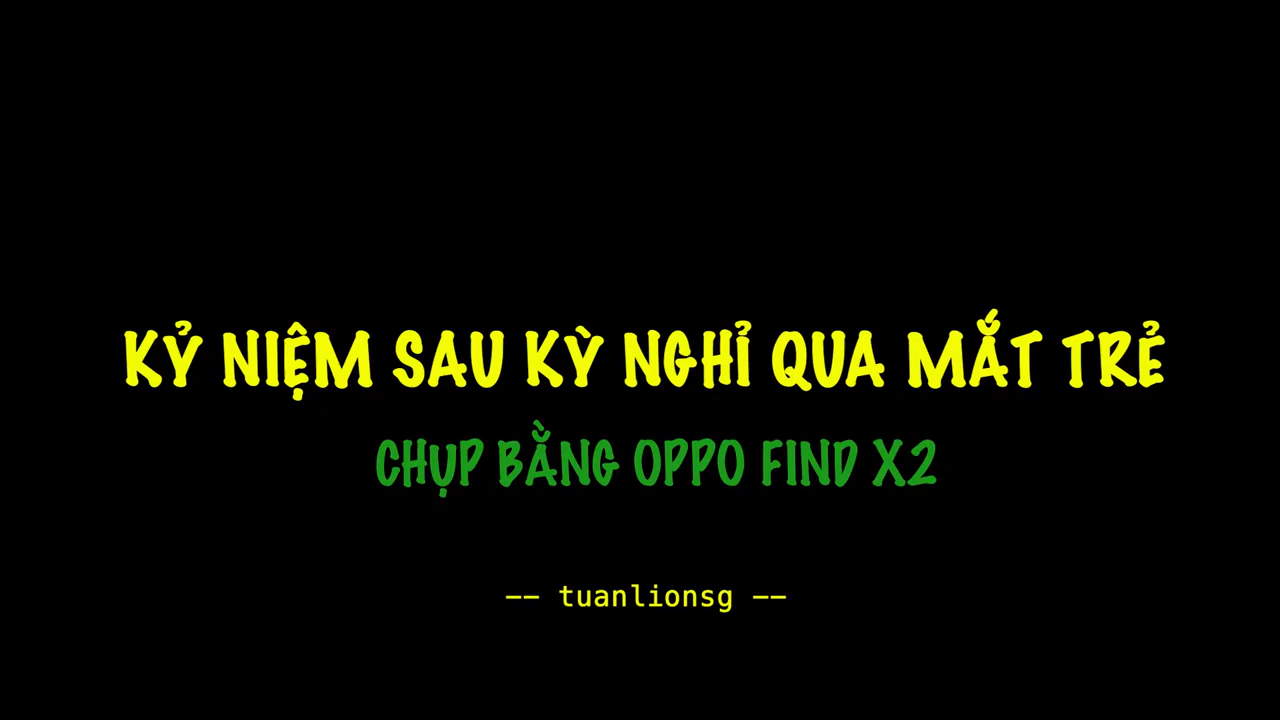 KỶ NIỆM SAU KỲ NGHỈ QUA MẮT TRẺ
CHỤP BẰNG OPPO FIND X2
-- tuanlionsg --